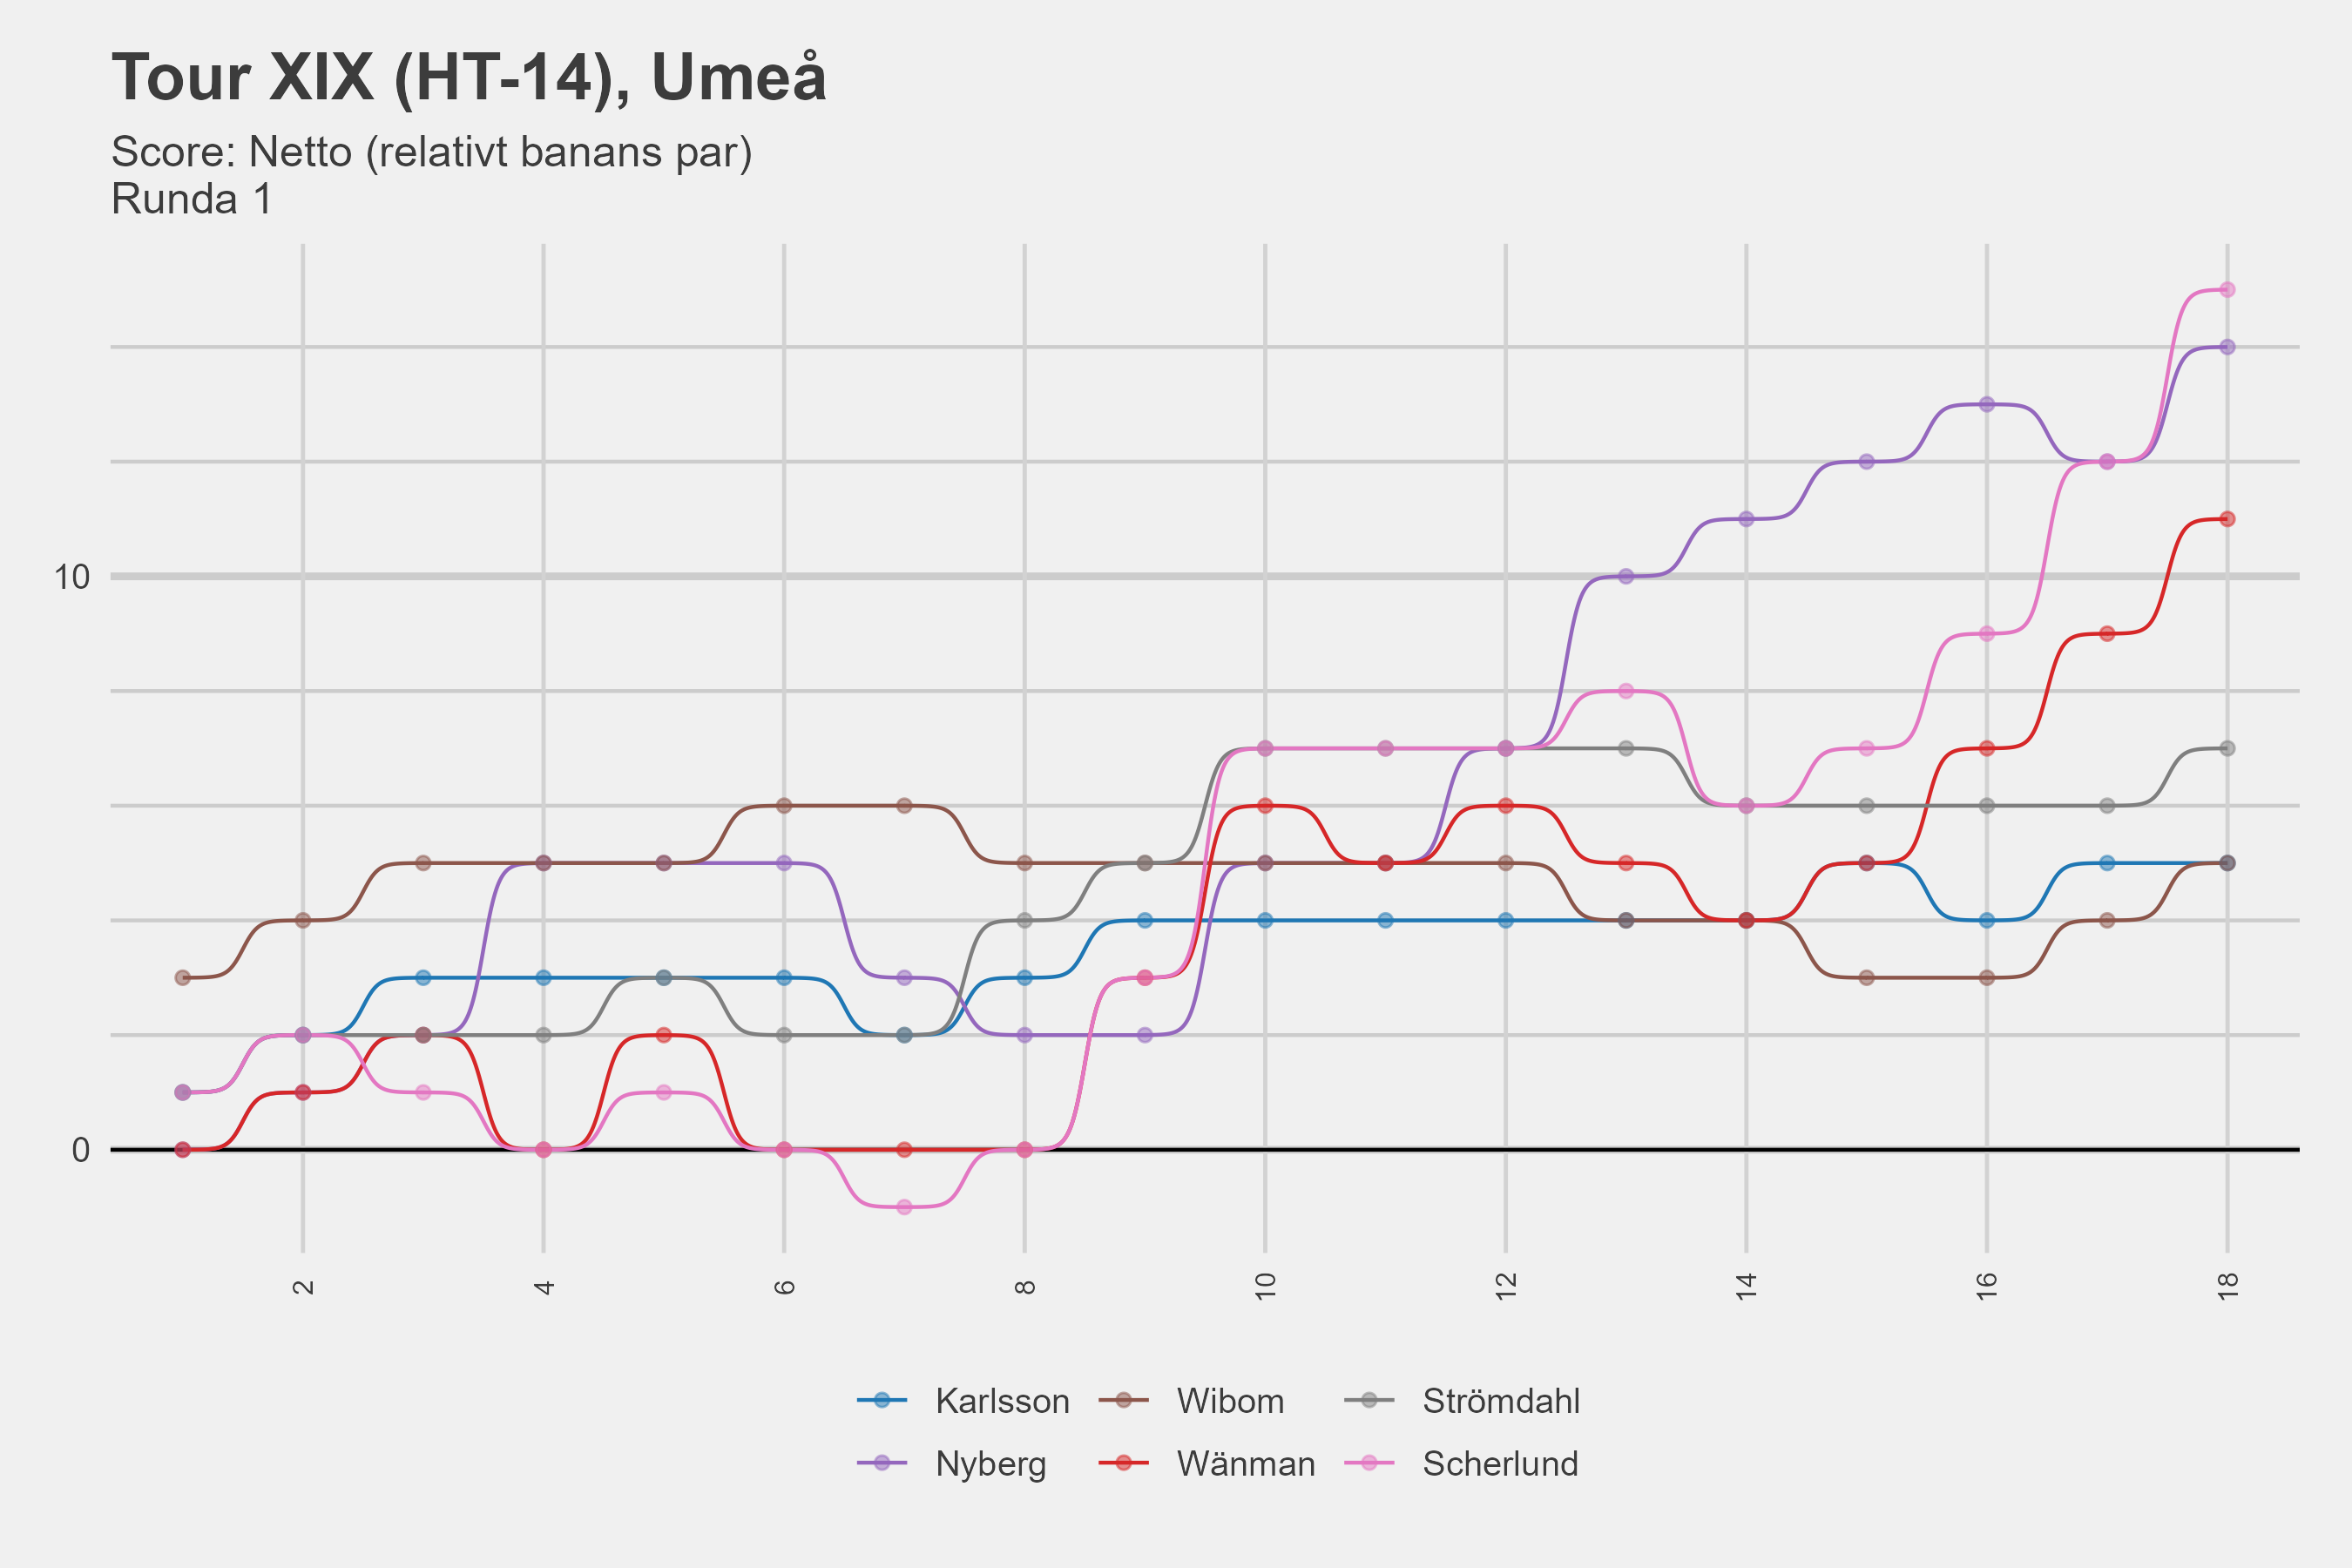 Tour XIX (HT-14), Umeå
Score: Netto (relativt banans par)
Runda 1
10
0
2 4 6 8 10 12 14 16 18
Karlsson Wibom Strömdahl
Nyberg Wänman Scherlund